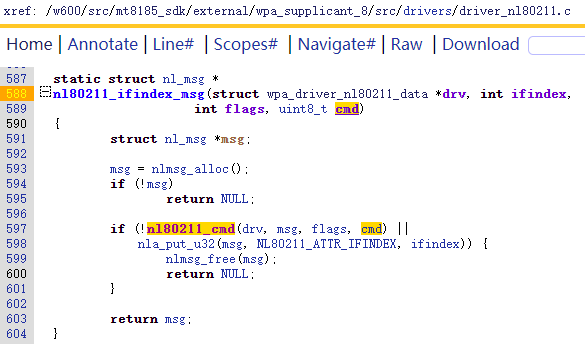 xref: /w600/src/mt8185_sdk/external/wpa_supplicant_8/src/drivers/driver_nl80211.c
Home | Annotate | Line# | Scopes# | Navigate# | Raw | Download
587 static struct nl_msg *
588 nl80211_ifindex_msg(struct wpa_driver_nl80211_data *drv, int ifindex,
589 int flags, uint8_t cmd)
590 {
591 struct nl_msg *msg;
592
593 msg = nlmsg_alloc();
594 if (!msg)
595 return NULL;
596
597 if (!nl80211_cmd(drv, msg, flags, cmd) ||
598 nla_put_u32(msg, NL80211_ATTR_IFINDEX, ifindex)) {
599 nlmsg_free(msg);
600 return NULL;
601 }
602
603 return msg;
604 }